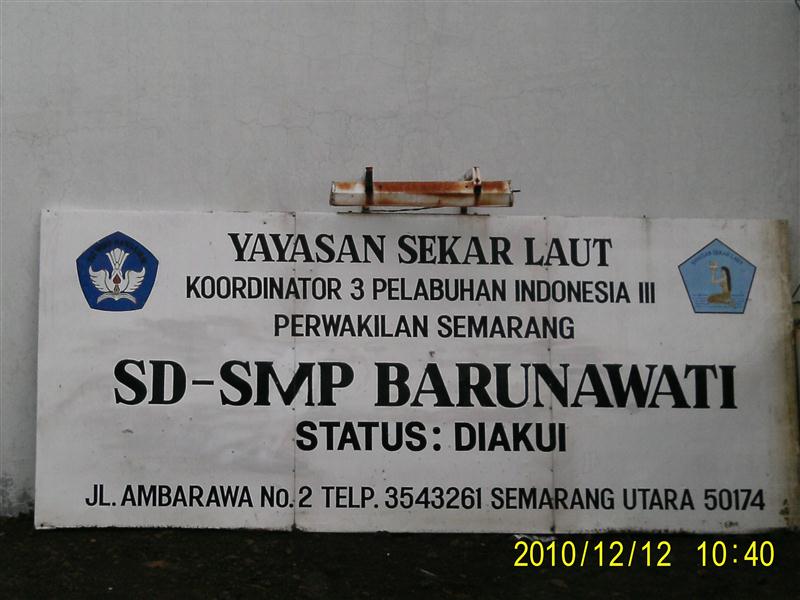 YAYASAN SEKAR LAUT
KOORDINATOR 3 PELABUHAN INDONESIA III
PERWAKILAN SEMARANG
SD-SMP BARUNAWATI
STATUS: DIAKUI
JL. AMBARAWA No. 2 TELP. 3543261 SEMARANG UTARA 50174
2010/12/12 10:40